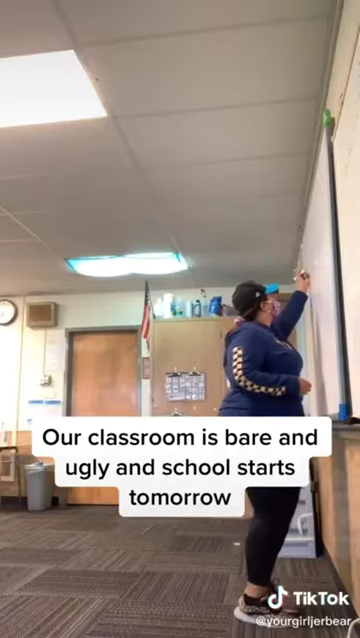 Our classroom is bare and
ugly and school starts
tomorrow
TikTok
@yourgirljerbear